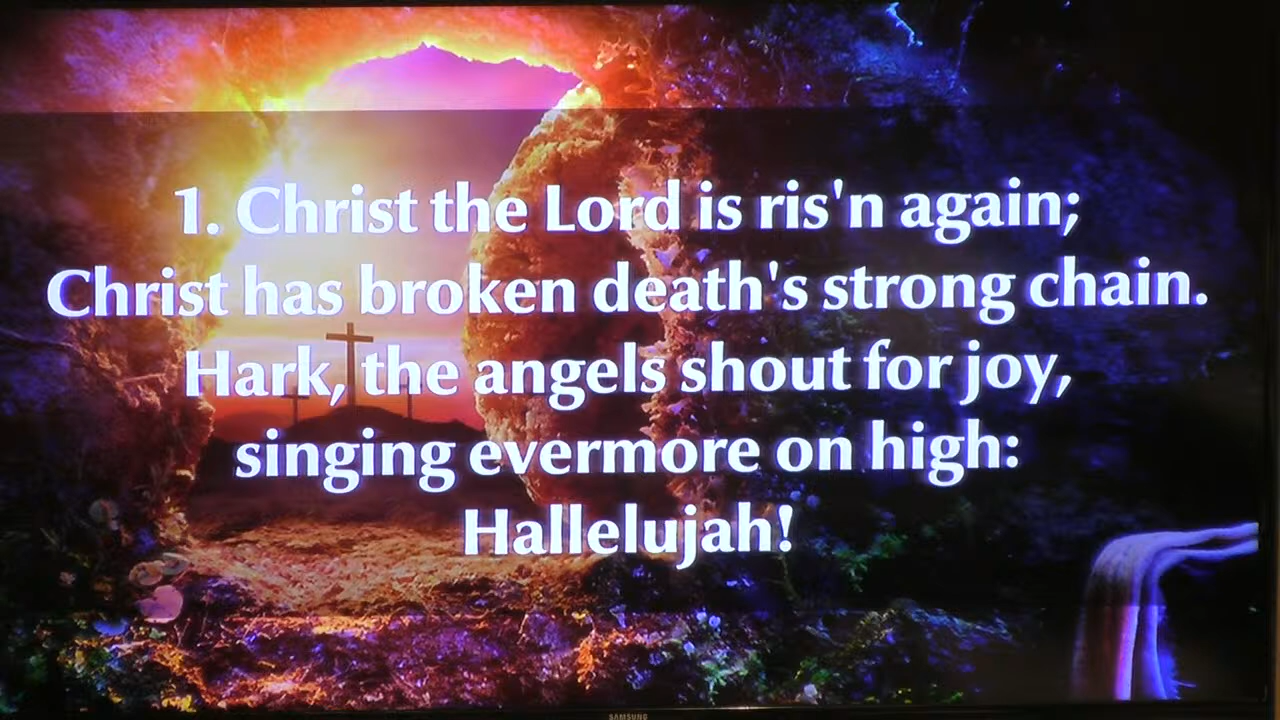 1. Christ the Lord is ris'n again;
Christ has broken death's strong chain.
Hark, the angels shout for joy,
singing evermore on high:
Hallelujah!
SAMSUNG